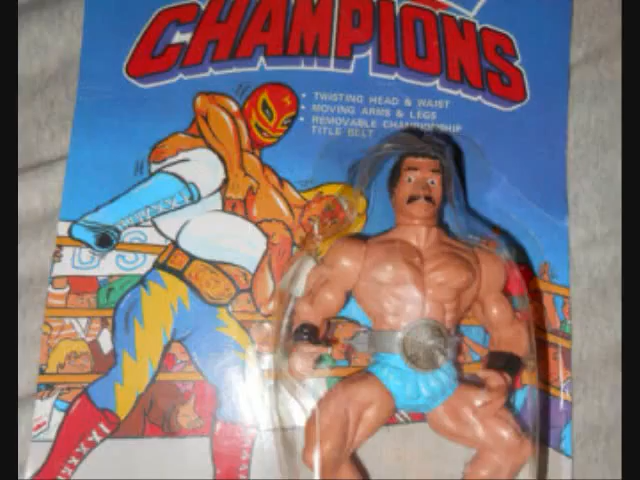 CHAMPIONS
• TWISTING HEAD & WAIST
• MOVING ARMS & LEGS
• REMOVABLE CHAMPIONSHIP
TITLE BELT